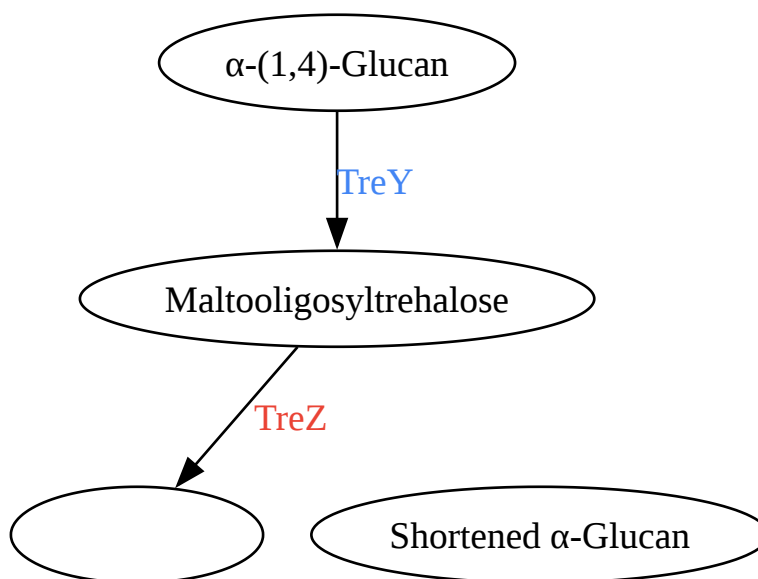 α-(1,4)-Glucan
TreY
Maltooligosyltrehalose
TreZ
Shortened α-Glucan